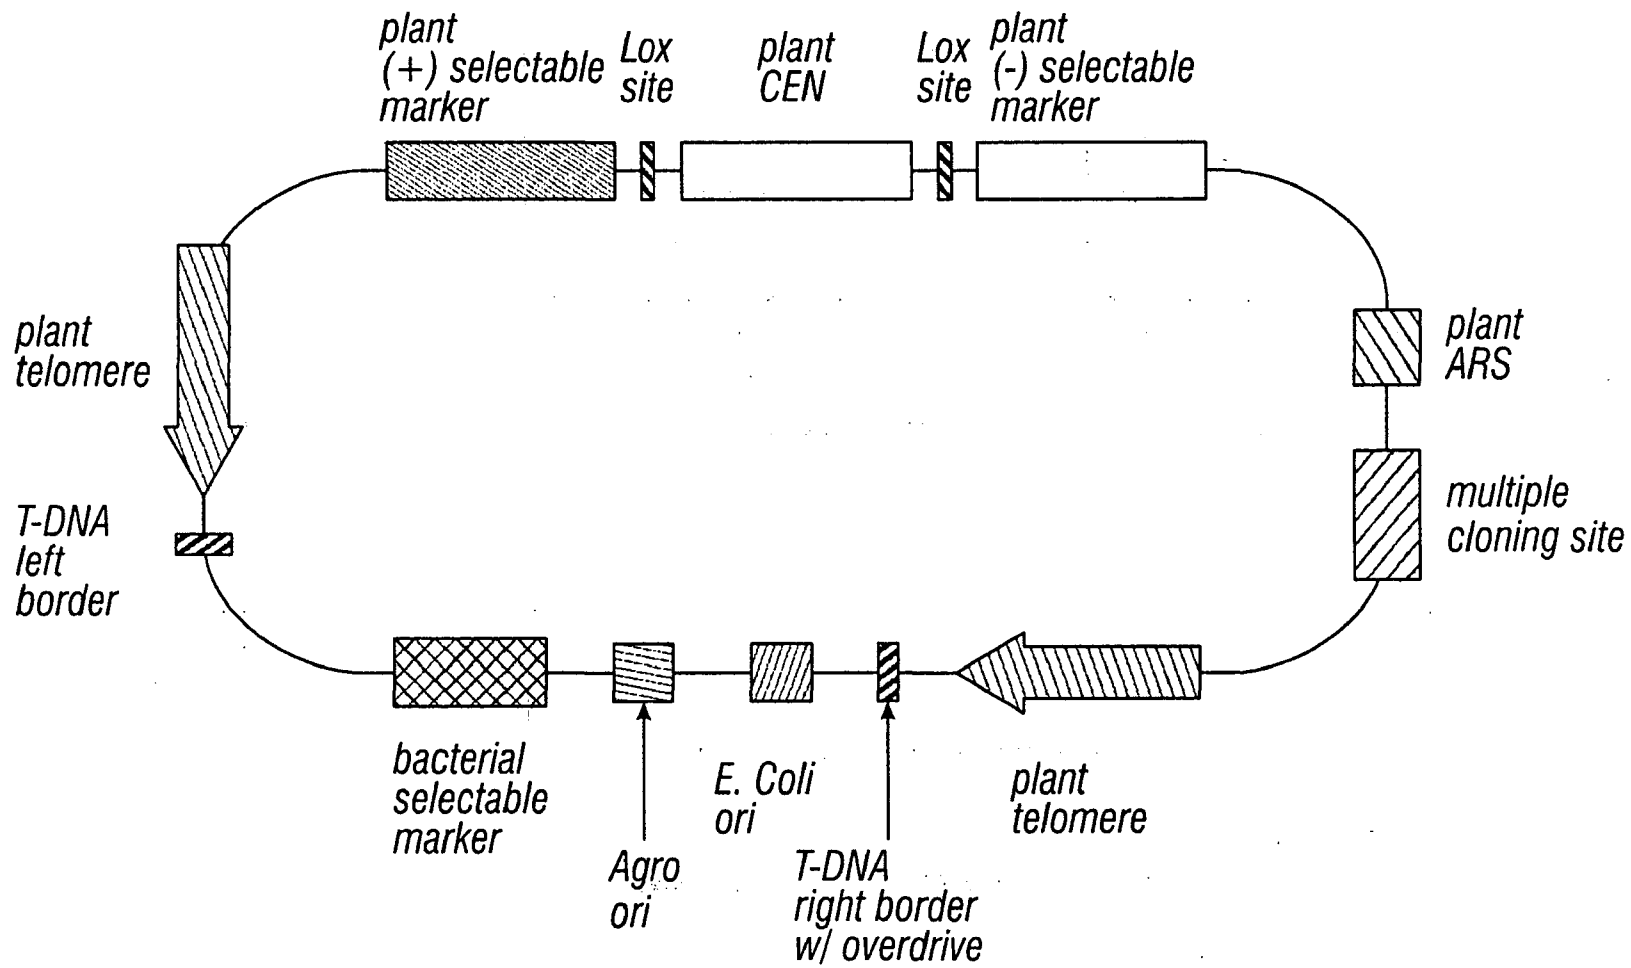 plant
(+) selectable
marker
Lox
site
plant
CEN
Lox
site
plant
(-) selectable
marker
plant
telomere
plant
ARS
T-DNA
left
border
multiple
cloning site
bacterial
selectable
marker
Agro
ori
E. Coli
ori
T-DNA
right border
w/ overdrive
plant
telomere